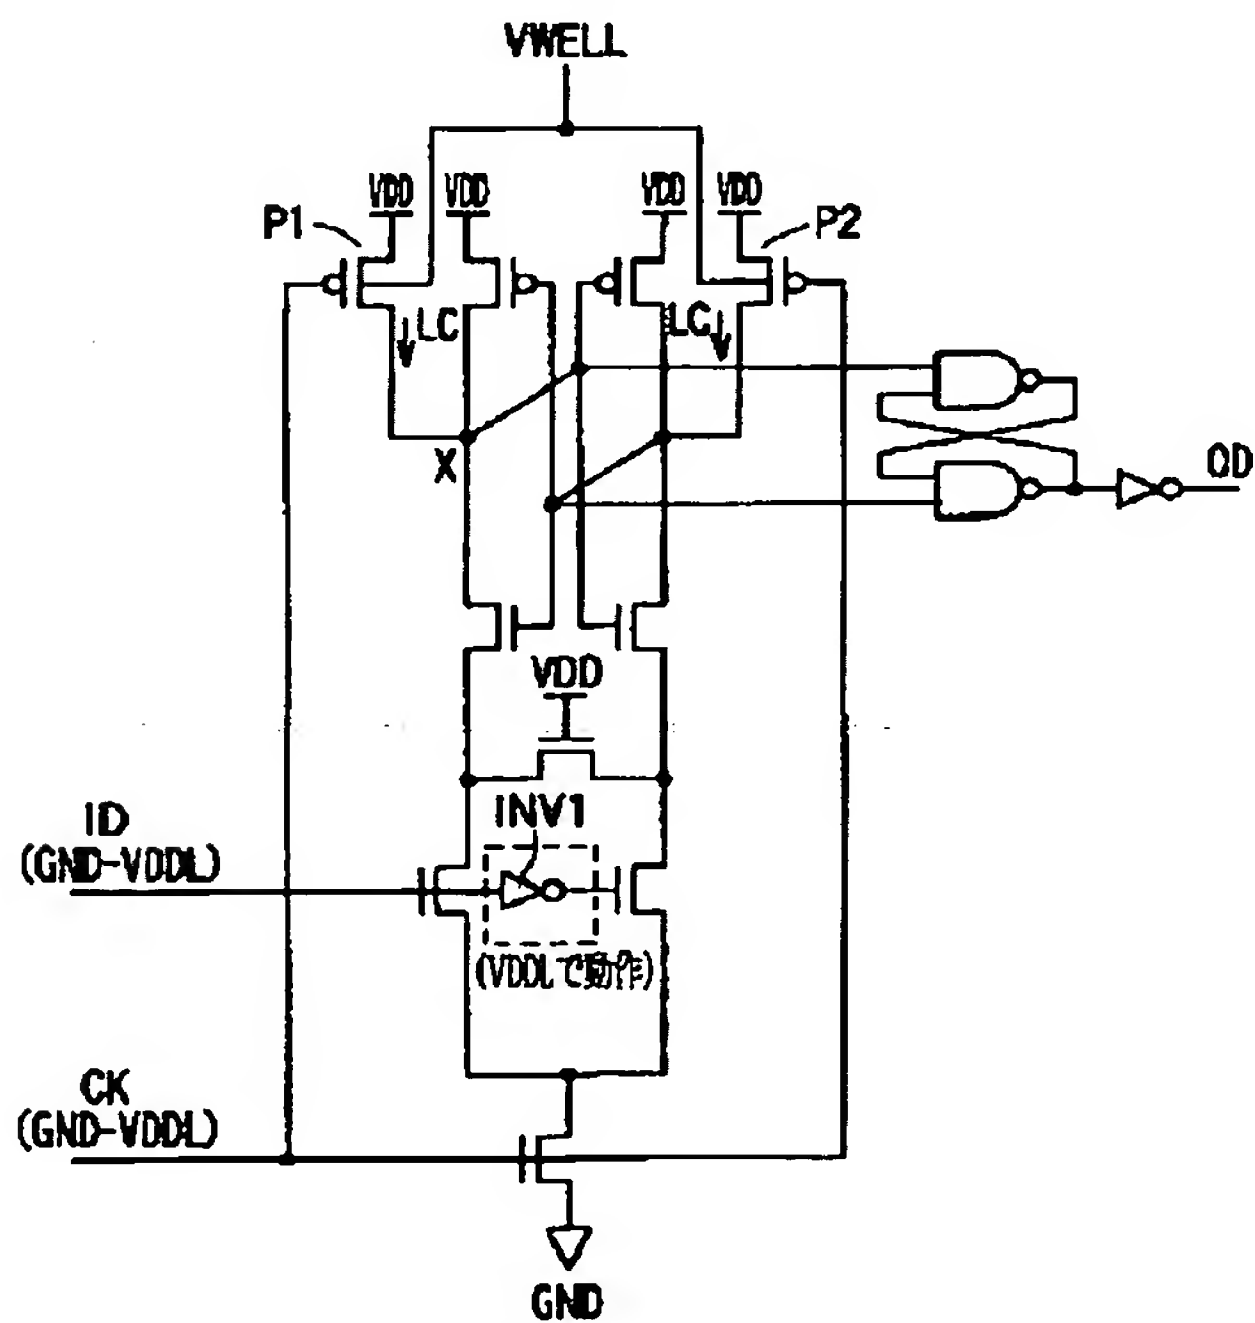 VWELL
VDD
VDD
VDD
VDD
P1
P2
LC
LC
X
OD
VDD
INV1
ID
(GND-VDDL)
(VDDLで動作)
CK
(GND-VDDL)
GND